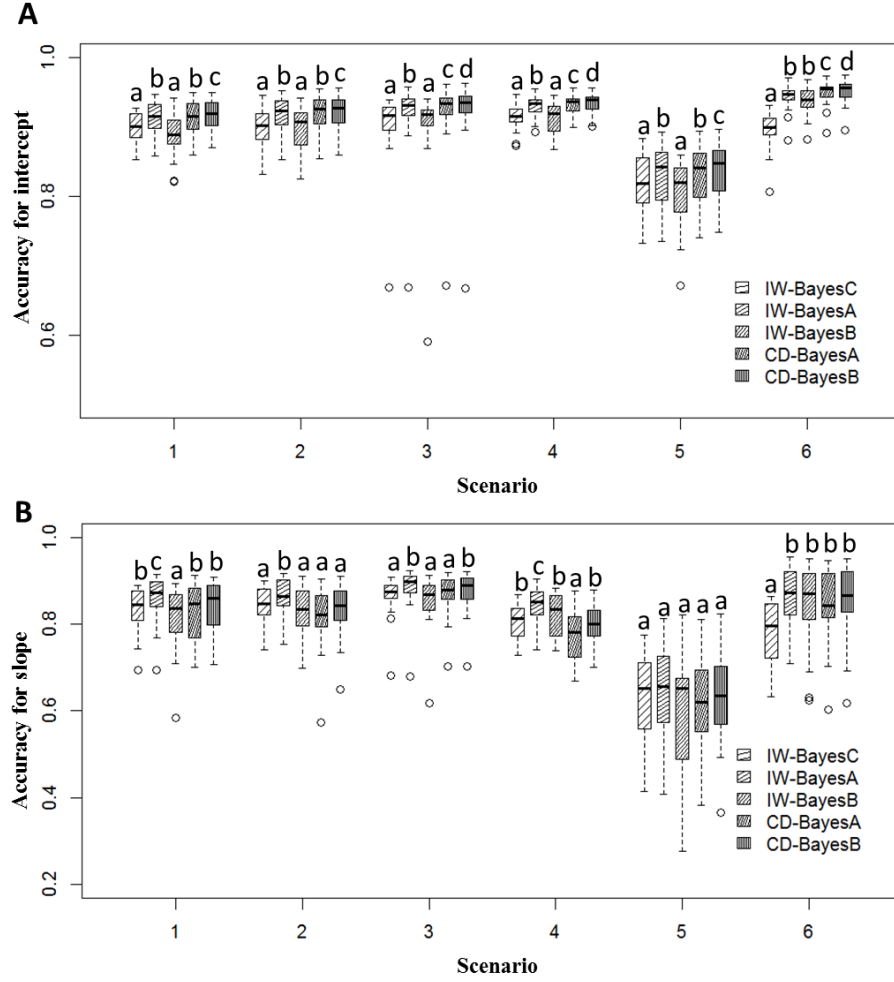 A
Accuracy for intercept
1.0
0.8
0.6
a b a b c
a b a b c
a b a c d
a b a c d
a b a b c
a b b c d
IW-BayesC
IW-BayesA
IW-BayesB
CD-BayesA
CD-BayesB
1 2 3 4 5 6
Scenario
B
Accuracy for slope
1.0
0.8
0.6
0.4
0.2
b c a b b
a b a a a
a b a a b
b c b a b
a a a a a
a b b b b
IW-BayesC
IW-BayesA
IW-BayesB
CD-BayesA
CD-BayesB
1 2 3 4 5 6
Scenario